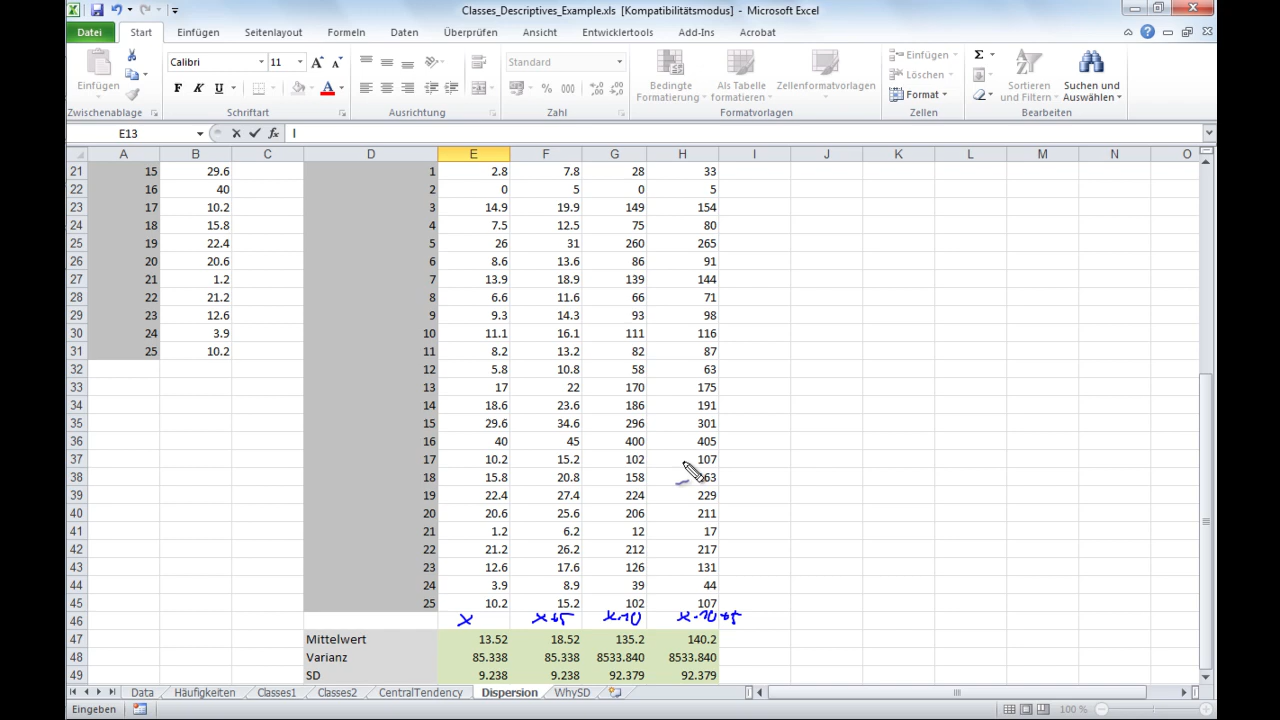 Classes_Descriptives_Example.xls [Kompatibilitätsmodus] - Microsoft Excel
Datei Start Einfügen Seitenlayout Formeln Daten Überprüfen Ansicht Entwicklertools Add-Ins Acrobat
Einfügen
Calibri 11
F K U
Standard
% 000
Bedingte Formatierung
Als Tabelle formatieren
Zellenformatvorlagen
Einfügen
Löschen
Format
Σ
Sortieren und Filtern
Suchen und Auswählen
Zwischenablage Schriftart Ausrichtung Zahl Formatvorlagen Zellen Bearbeiten
E13 fx
A B C D E F G H I J K L M N O
21 15 29.6 1 2.8 7.8 28 33
22 16 40 2 0 5 0 5
23 17 10.2 3 14.9 19.9 149 154
24 18 15.8 4 7.5 12.5 75 80
25 19 22.4 5 26 31 260 265
26 20 20.6 6 8.6 13.6 86 91
27 21 1.2 7 13.9 18.9 139 144
28 22 21.2 8 6.6 11.6 66 71
29 23 12.6 9 9.3 14.3 93 98
30 24 3.9 10 11.1 16.1 111 116
31 25 10.2 11 8.2 13.2 82 87
32 12 5.8 10.8 58 63
33 13 17 22 170 175
34 14 18.6 23.6 186 191
35 15 29.6 34.6 296 301
36 16 40 45 400 405
37 17 10.2 15.2 102 107
38 18 15.8 20.8 158 63
39 19 22.4 27.4 224 229
40 20 20.6 25.6 206 211
41 21 1.2 6.2 12 17
42 22 21.2 26.2 212 217
43 23 12.6 17.6 126 131
44 24 3.9 8.9 39 44
45 25 10.2 15.2 102 107
46 x x+5 x·10 x·10+5
47 Mittelwert 13.52 18.52 135.2 140.2
48 Varianz 85.338 85.338 8533.840 8533.840
49 SD 9.238 9.238 92.379 92.379
Data Häufigkeiten Classes1 Classes2 CentralTendency Dispersion WhySD
Eingeben 100 %